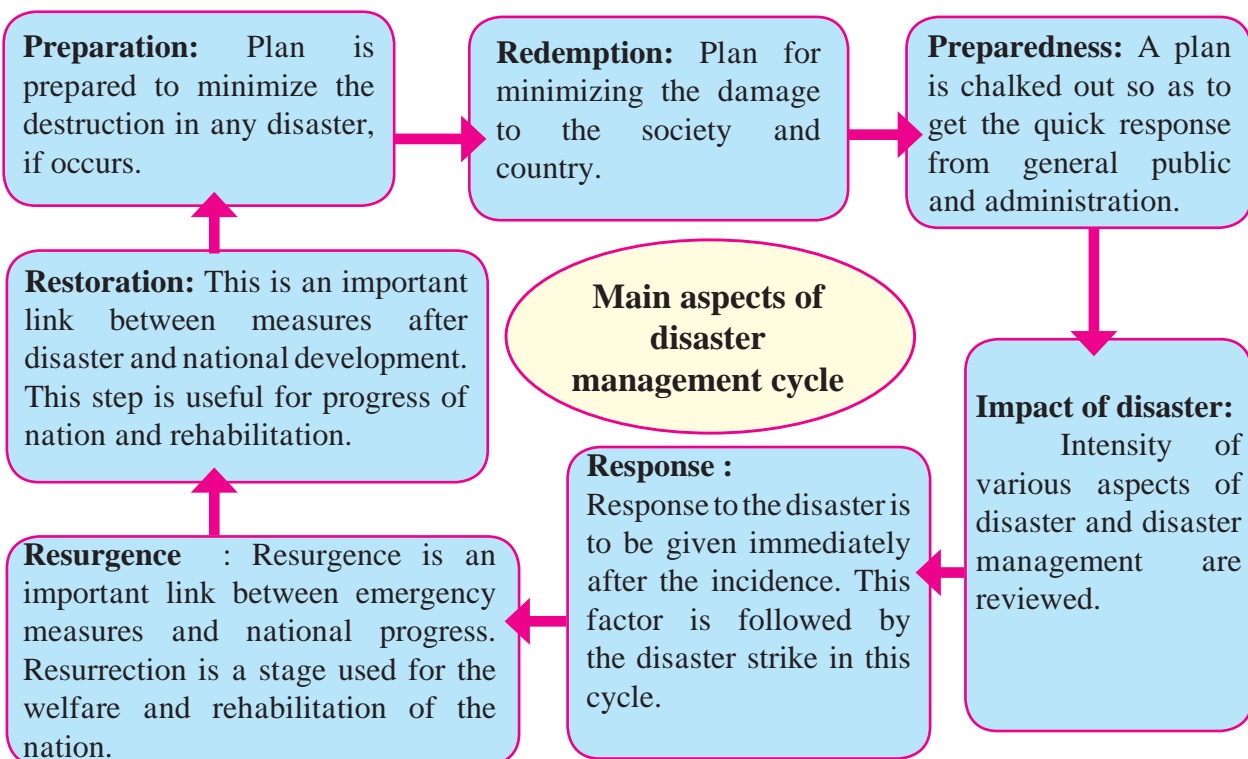 Preparation: Plan is
prepared to minimize the
destruction in any disaster,
if occurs.
Redemption: Plan for
minimizing the damage
to the society and
country.
Preparedness: A plan
is chalked out so as to
get the quick response
from general public
and administration.
Main aspects of
disaster
management cycle
Impact of disaster:
Intensity of
various aspects of
disaster and disaster
management are
reviewed.
Response :
Response to the disaster is
to be given immediately
after the incidence. This
factor is followed by
the disaster strike in this
cycle.
Resurgence : Resurgence is an
important link between emergency
measures and national progress.
Resurrection is a stage used for the
welfare and rehabilitation of the
nation.
Restoration: This is an important
link between measures after
disaster and national development.
This step is useful for progress of
nation and rehabilitation.